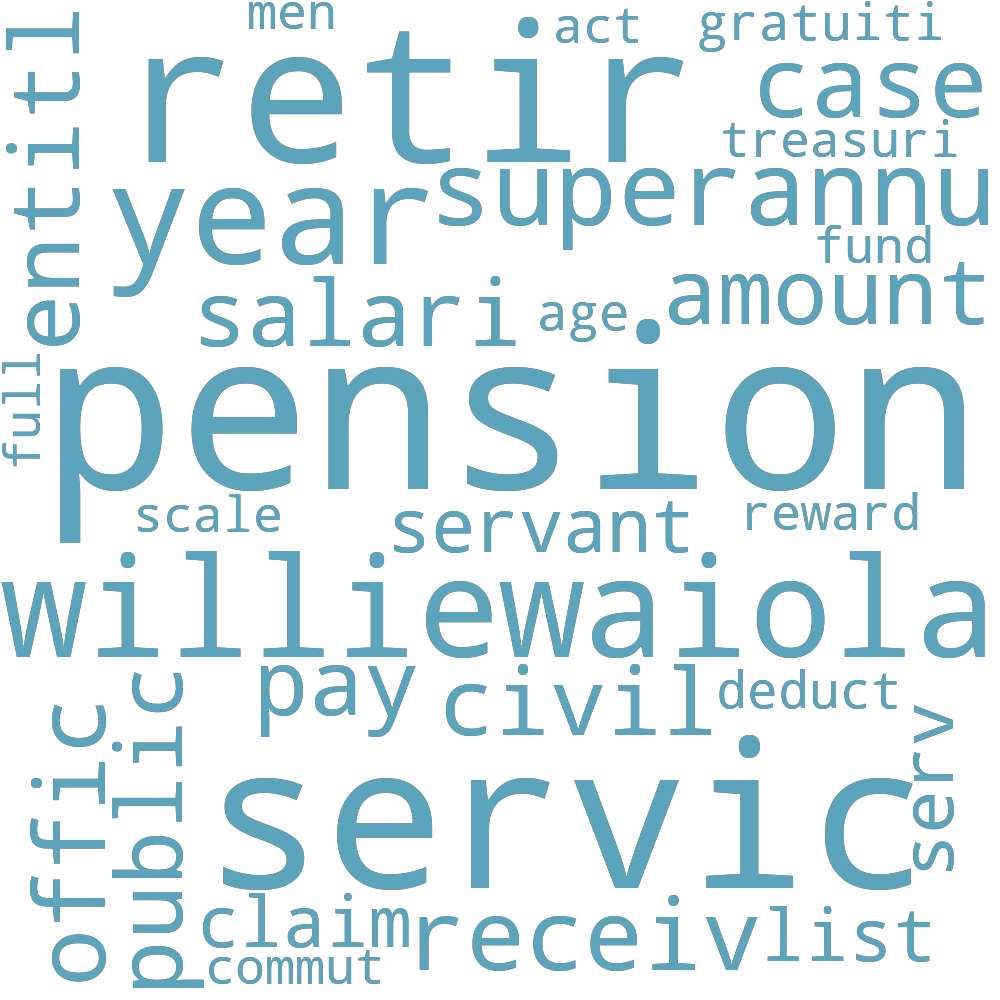 men
act
gratuiti
retir
case
entitl
treasuri
year
superannu
fund
salari
age
amount
full
pension
scale
servant
reward
williewaiola
pay
civil
deduct
offic
public
servic
serv
claim
receiv
list
commut